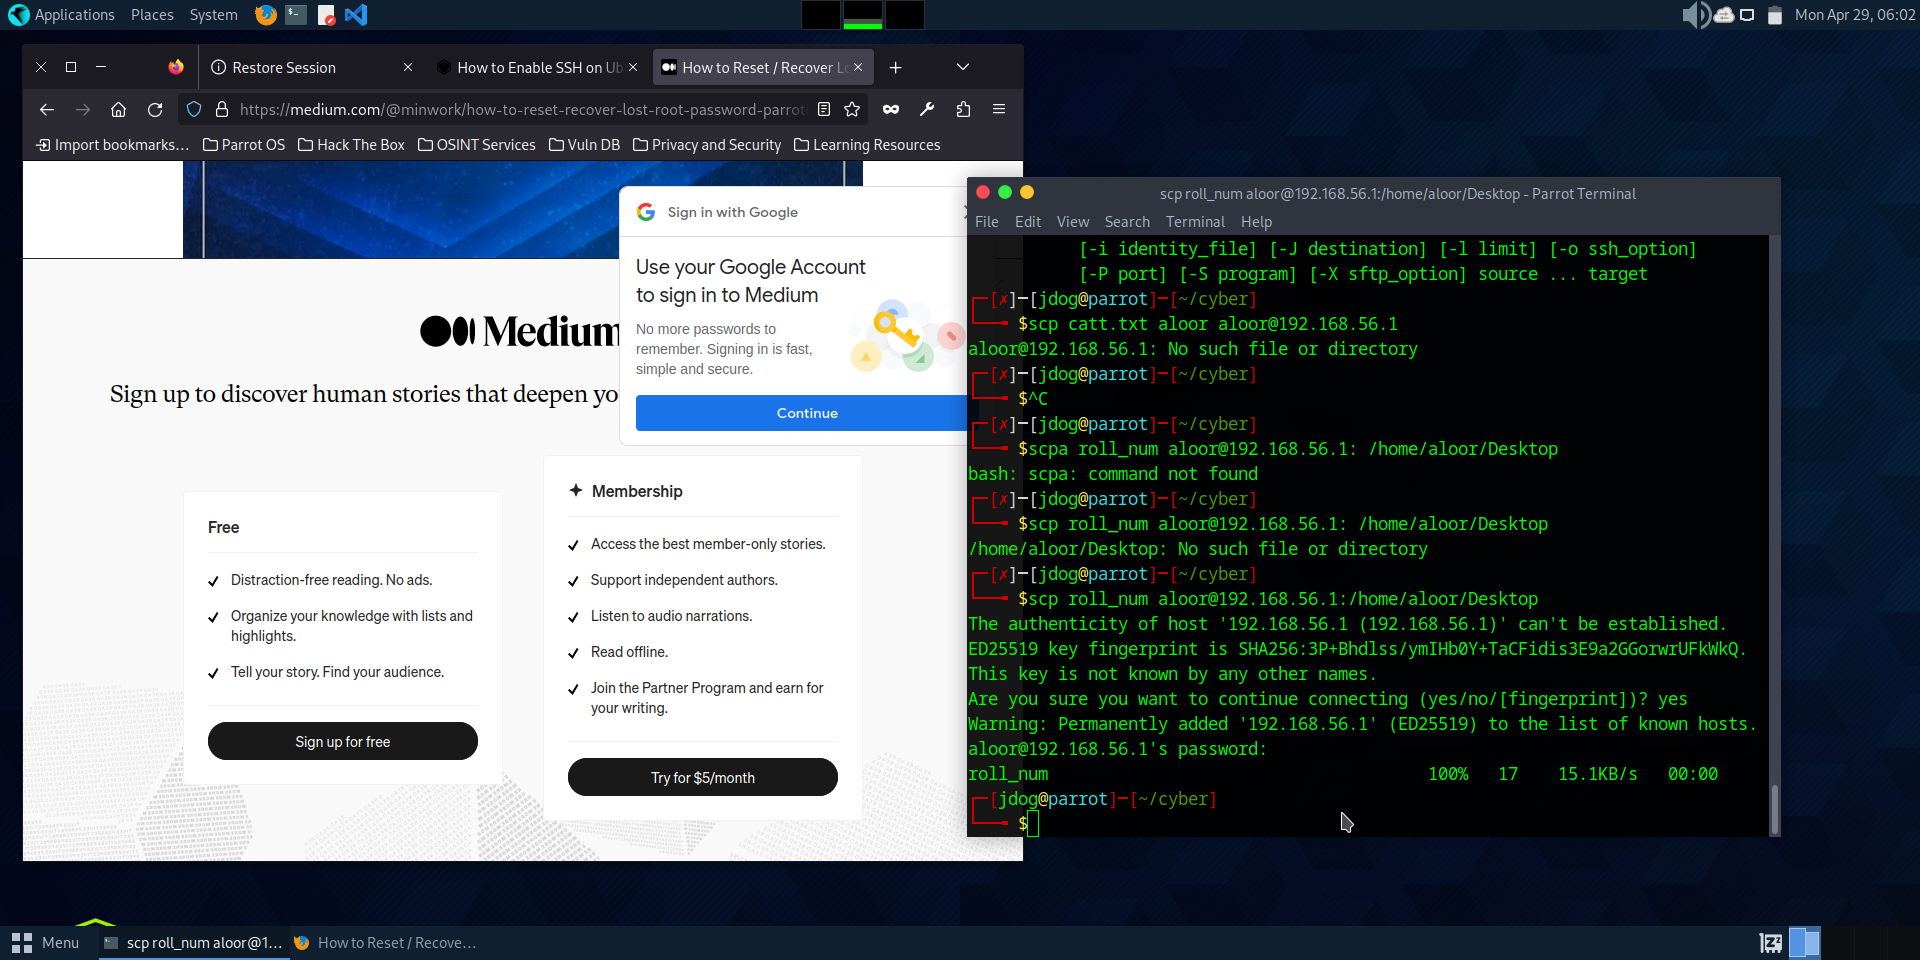 Applications Places System
Mon Apr 29, 06:02
Restore Session
How to Enable SSH on Ub
How to Reset / Recover Lo
https://medium.com/@minwork/how-to-reset-recover-lost-root-password-parrot
Import bookmarks... Parrot OS Hack The Box OSINT Services Vuln DB Privacy and Security Learning Resources
Sign in with Google
Use your Google Account
to sign in to Medium
No more passwords to
remember. Signing in is fast,
simple and secure.
Continue
Medium
Sign up to discover human stories that deepen yo
Free
Distraction-free reading. No ads.
Organize your knowledge with lists and
highlights.
Tell your story. Find your audience.
Sign up for free
Membership
Access the best member-only stories.
Support independent authors.
Listen to audio narrations.
Read offline.
Join the Partner Program and earn for
your writing.
Try for $5/month
scp roll_num aloor@192.168.56.1:/home/aloor/Desktop - Parrot Terminal
File Edit View Search Terminal Help
[-i identity_file] [-J destination] [-l limit] [-o ssh_option]
[-P port] [-S program] [-X sftp_option] source ... target
┌─[✗]─[jdog@parrot]─[~/cyber]
└──╼ $scp catt.txt aloor aloor@192.168.56.1
aloor@192.168.56.1: No such file or directory
┌─[✗]─[jdog@parrot]─[~/cyber]
└──╼ $^C
┌─[✗]─[jdog@parrot]─[~/cyber]
└──╼ $scpa roll_num aloor@192.168.56.1: /home/aloor/Desktop
bash: scpa: command not found
┌─[✗]─[jdog@parrot]─[~/cyber]
└──╼ $scp roll_num aloor@192.168.56.1: /home/aloor/Desktop
/home/aloor/Desktop: No such file or directory
┌─[✗]─[jdog@parrot]─[~/cyber]
└──╼ $scp roll_num aloor@192.168.56.1:/home/aloor/Desktop
The authenticity of host '192.168.56.1 (192.168.56.1)' can't be established.
ED25519 key fingerprint is SHA256:3P+Bhdlss/ymIHb0Y+TaCFidis3E9a2GGorwrUFkWkQ.
This key is not known by any other names.
Are you sure you want to continue connecting (yes/no/[fingerprint])? yes
Warning: Permanently added '192.168.56.1' (ED25519) to the list of known hosts.
aloor@192.168.56.1's password:
roll_num 100% 17 15.1KB/s 00:00
┌─[jdog@parrot]─[~/cyber]
└──╼ $
Menu
scp roll_num aloor@1...
How to Reset / Recove...